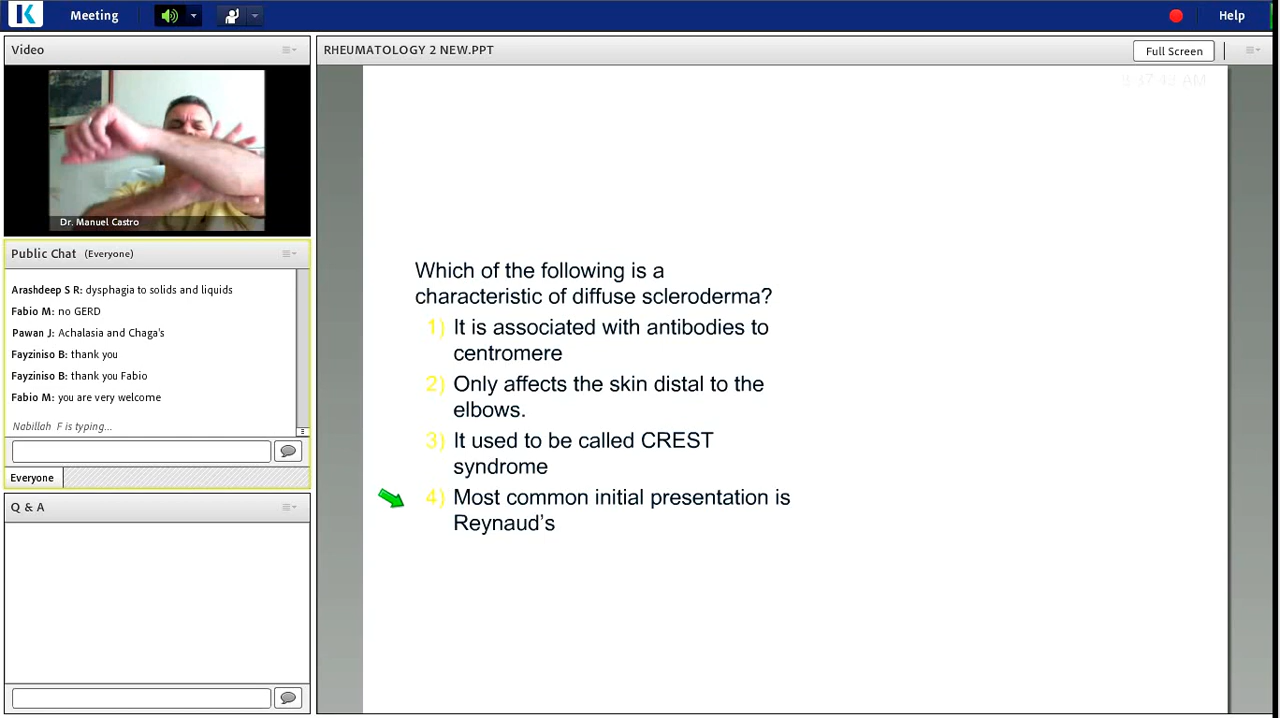 K
Meeting
Help
Video
RHEUMATOLOGY 2 NEW.PPT
Full Screen
Dr. Manuel Castro
Public Chat (Everyone)
Arashdeep S R: dysphagia to solids and liquids
Fabio M: no GERD
Pawan J: Achalasia and Chaga's
Fayziniso B: thank you
Fayziniso B: thank you Fabio
Fabio M: you are very welcome
Nabillah F is typing...
Everyone
Q & A
Which of the following is a
characteristic of diffuse scleroderma?
1) It is associated with antibodies to
centromere
2) Only affects the skin distal to the
elbows.
3) It used to be called CREST
syndrome
4) Most common initial presentation is
Reynaud’s